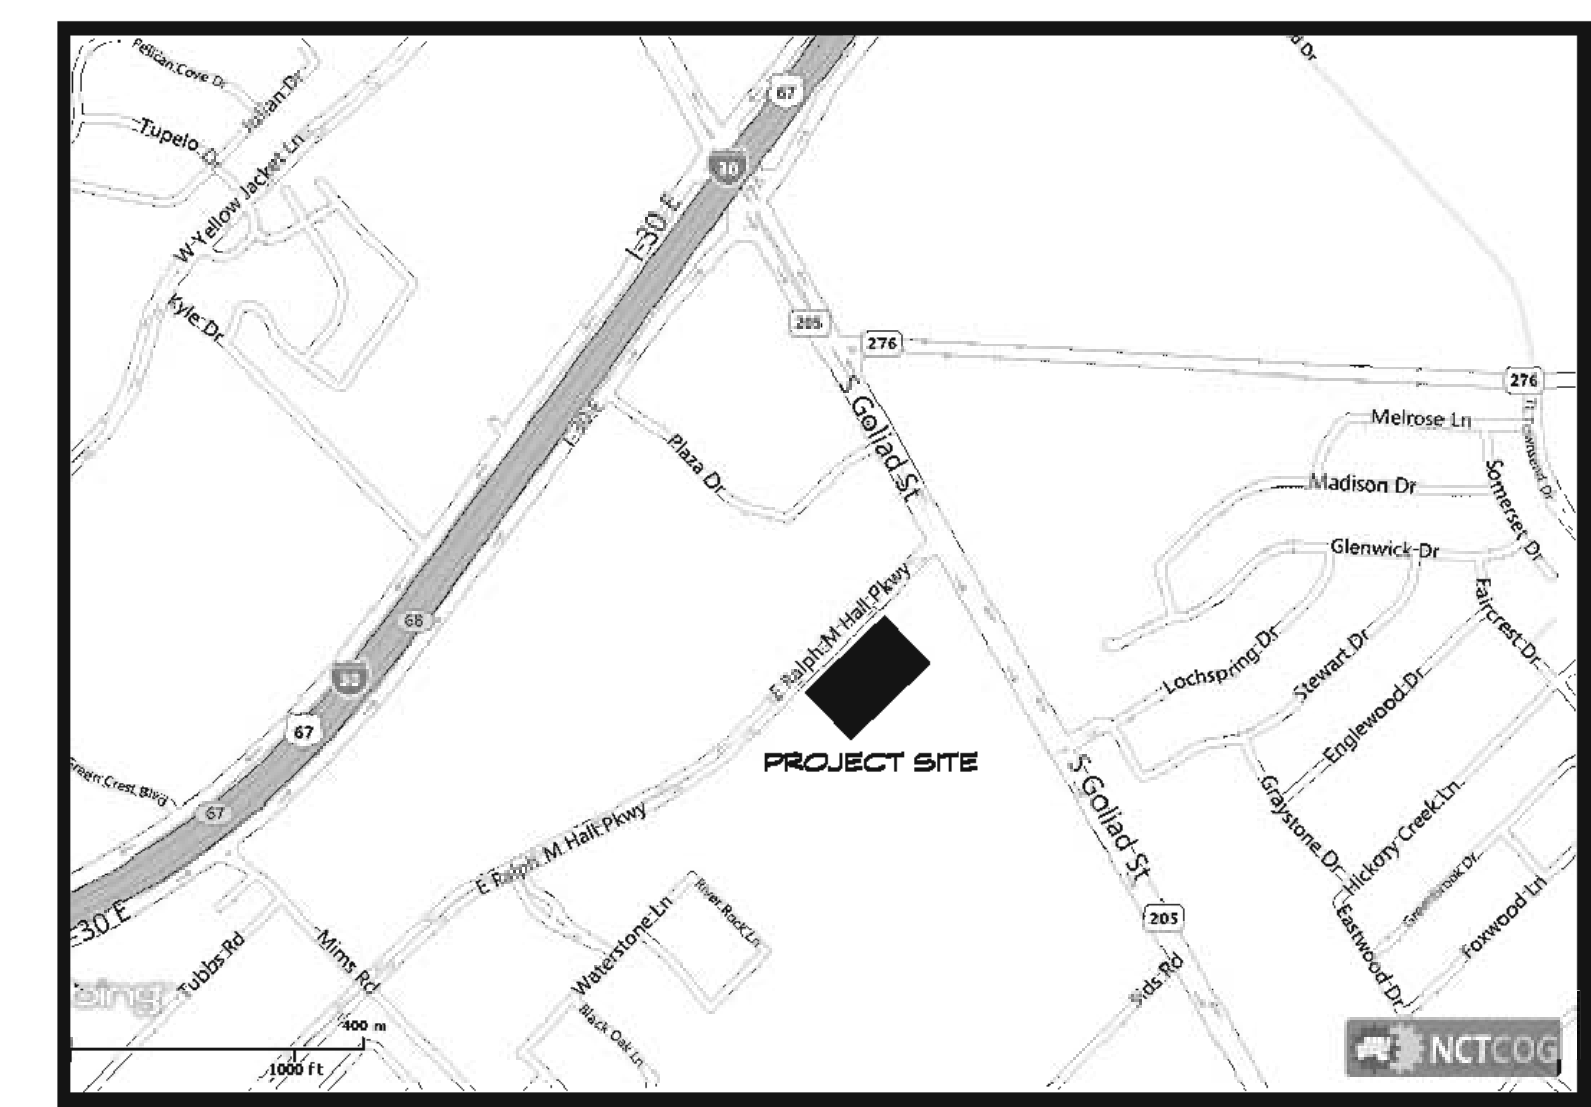 Pelican Cove Dr
Julian Dr
Tupelo Dr
W Yellow Jacket Ln
Kyle Dr
67
30
I-30 E
205
276
276
S Goliad St
I-30 E
Plaza Dr
Melrose Ln
Madison Dr
Somerset Dr
Glenwick Dr
Faircrest Dr
E Ralph M Hall Pkwy
68
67
67
PROJECT SITE
Lochspring Dr
Stewart Dr
Englewood Dr
Green Crest Blvd
S Goliad St
Graystone Dr
Hickory Creek Ln
E Ralph M Hall Pkwy
River Rock Ln
Waterstone Ln
Greenbrook Dr
Foxwood Ln
Eastwood Dr
205
-30 E
Tubbs Rd
Mims Rd
Sids Rd
Black Oak Ln
bing
400 m
1000 ft
NCTCOG